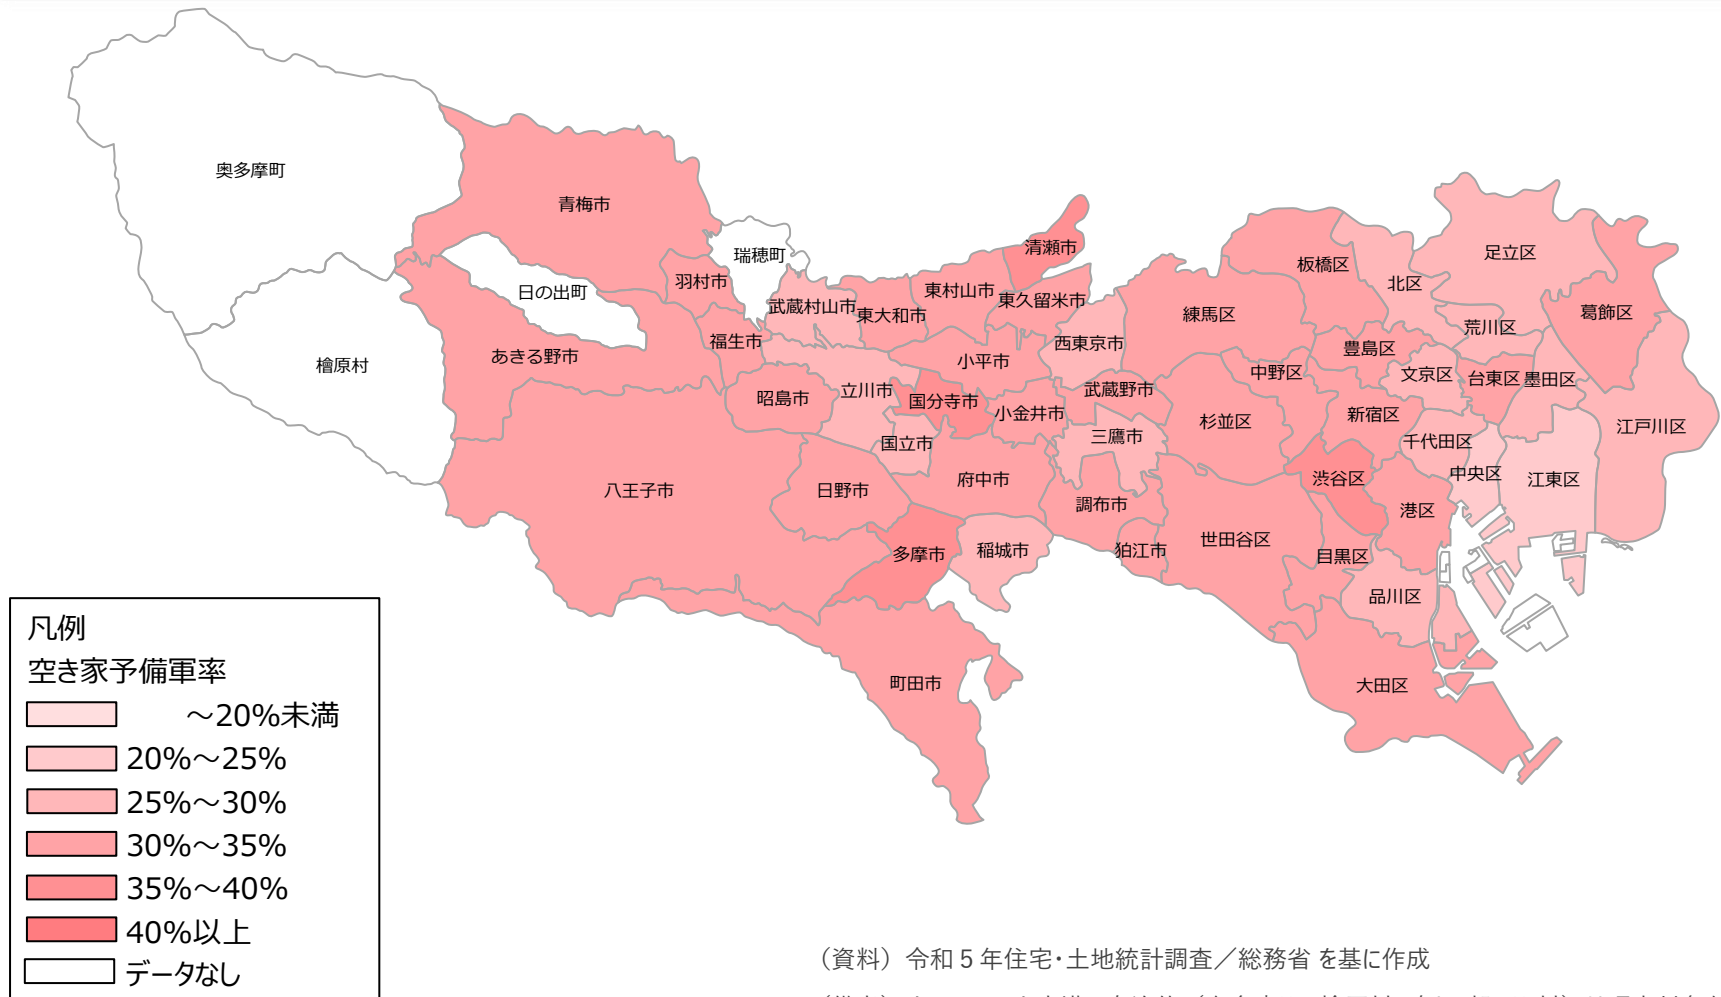 奥多摩町
青梅市
瑞穂町
清瀬市
足立区
板橋区
北区
日の出町
羽村市
武蔵村山市
東大和市
東村山市
東久留米市
練馬区
荒川区
葛飾区
檜原村
あきる野市
福生市
小平市
西東京市
豊島区
文京区
台東区
墨田区
中野区
昭島市
立川市
国分寺市
小金井市
武蔵野市
杉並区
新宿区
千代田区
江戸川区
国立市
三鷹市
八王子市
日野市
府中市
調布市
渋谷区
中央区
江東区
港区
多摩市
稲城市
狛江市
世田谷区
目黒区
品川区
町田市
大田区
凡例
空き家予備軍率
～20%未満
20%～25%
25%～30%
30%～35%
35%～40%
40%以上
データなし
（資料）令和5年住宅・土地統計調査／総務省 を基に作成